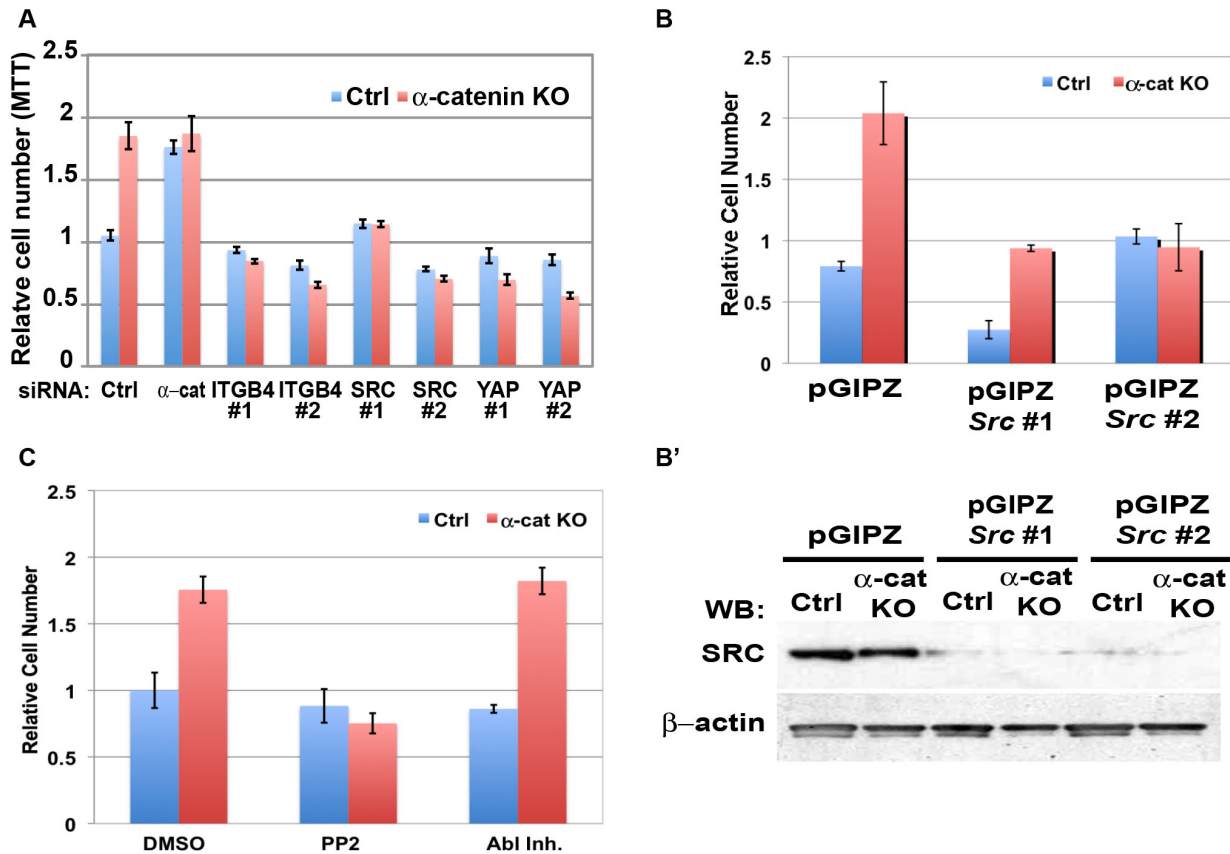 A
Relatve cell number (MTT)
2.5
2
1.5
1
0.5
0
Ctrl
α-catenin KO
siRNA:
Ctrl
α–cat
ITGB4 #1
ITGB4 #2
SRC #1
SRC #2
YAP #1
YAP #2
B
Relative Cell Number
2.5
2
1.5
1
0.5
0
Ctrl
α-cat KO
pGIPZ
pGIPZ
Src #1
pGIPZ
Src #2
C
Relative Cell Number
2.5
2
1.5
1
0.5
0
Ctrl
α-cat KO
DMSO
PP2
Abl Inh.
B’
pGIPZ
pGIPZ
Src #1
pGIPZ
Src #2
WB:
Ctrl
α-cat KO
Ctrl
α-cat KO
Ctrl
α-cat KO
SRC
β–actin